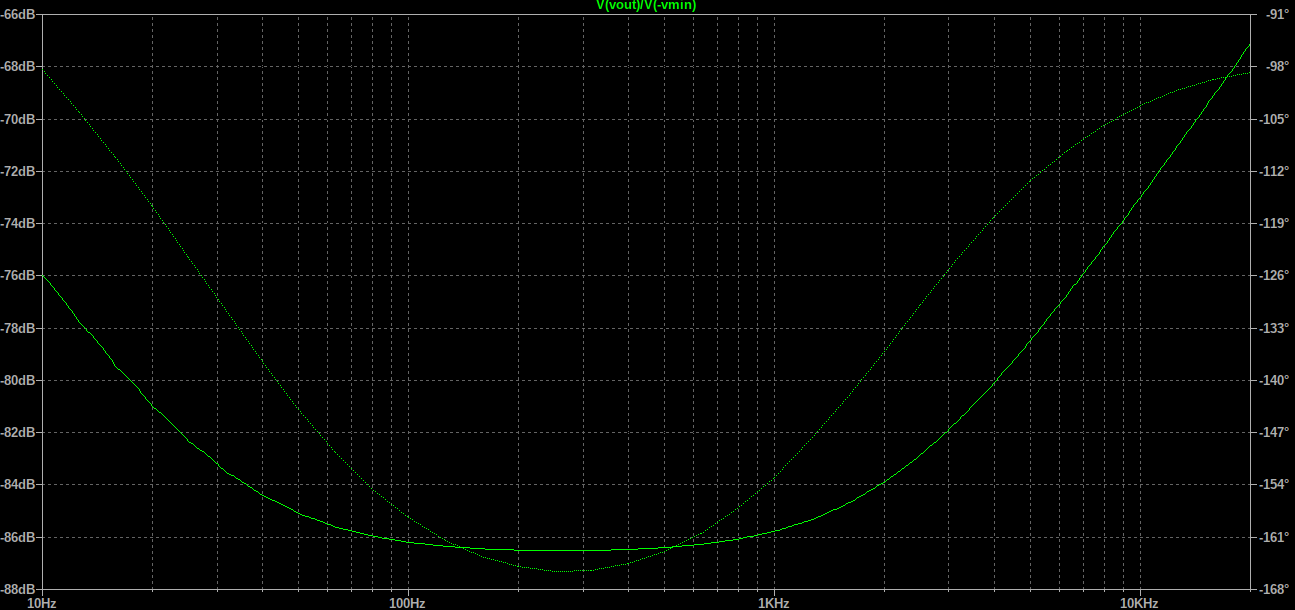 V(vout)/V(-vmin)
-66dB -91°
-68dB -98°
-70dB -105°
-72dB -112°
-74dB -119°
-76dB -126°
-78dB -133°
-80dB -140°
-82dB -147°
-84dB -154°
-86dB -161°
-88dB -168°
10Hz 100Hz 1KHz 10KHz